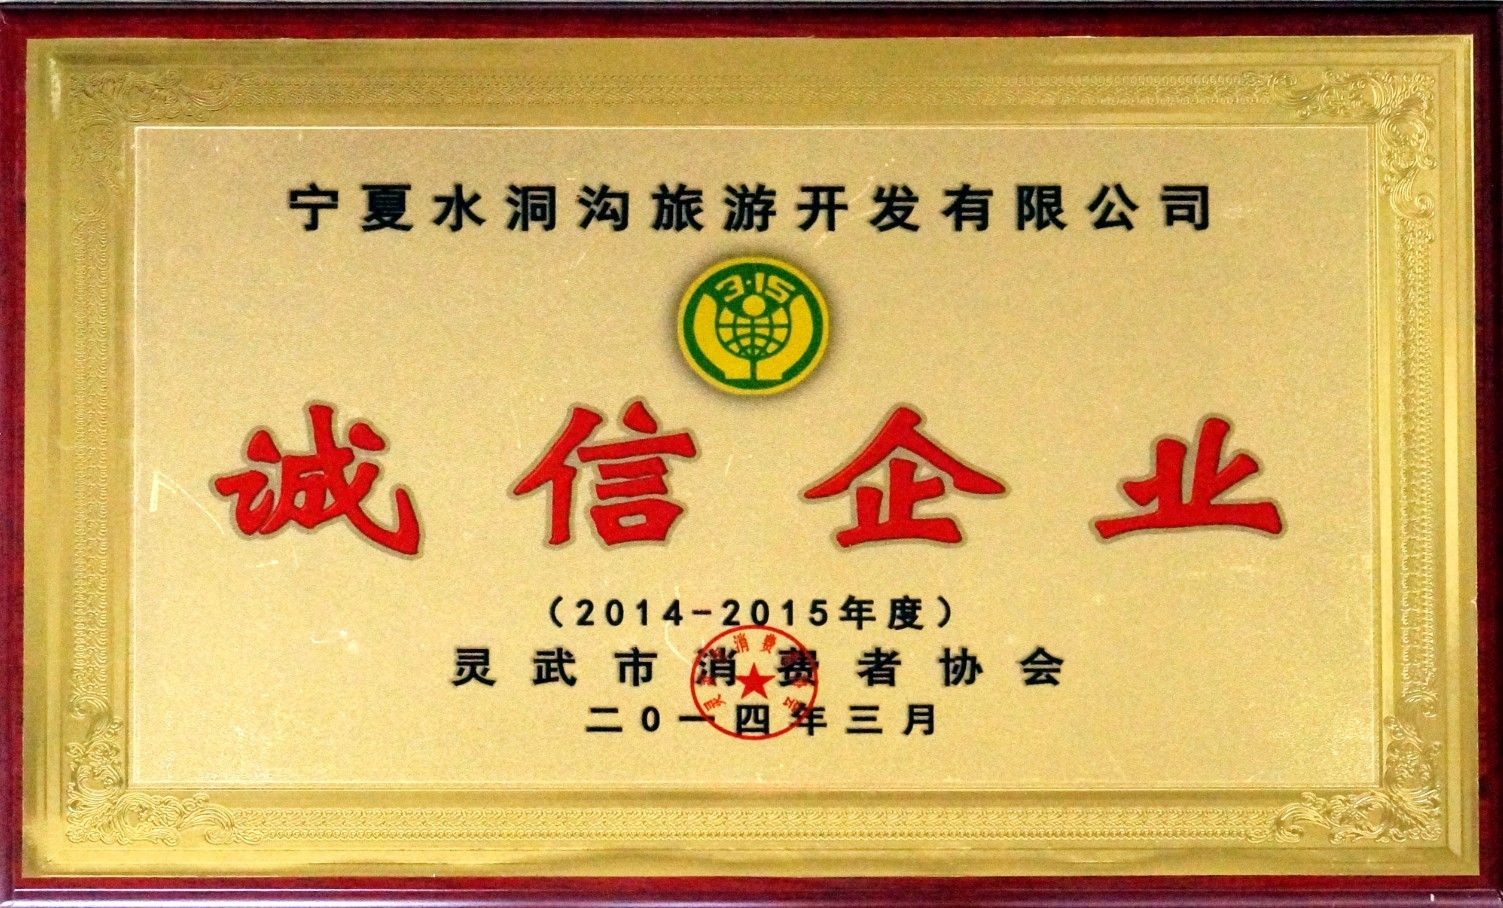 宁夏水洞沟旅游开发有限公司
3·15
诚信企业
（2014-2015年度）
灵武市消费者协会
二0一四年三月